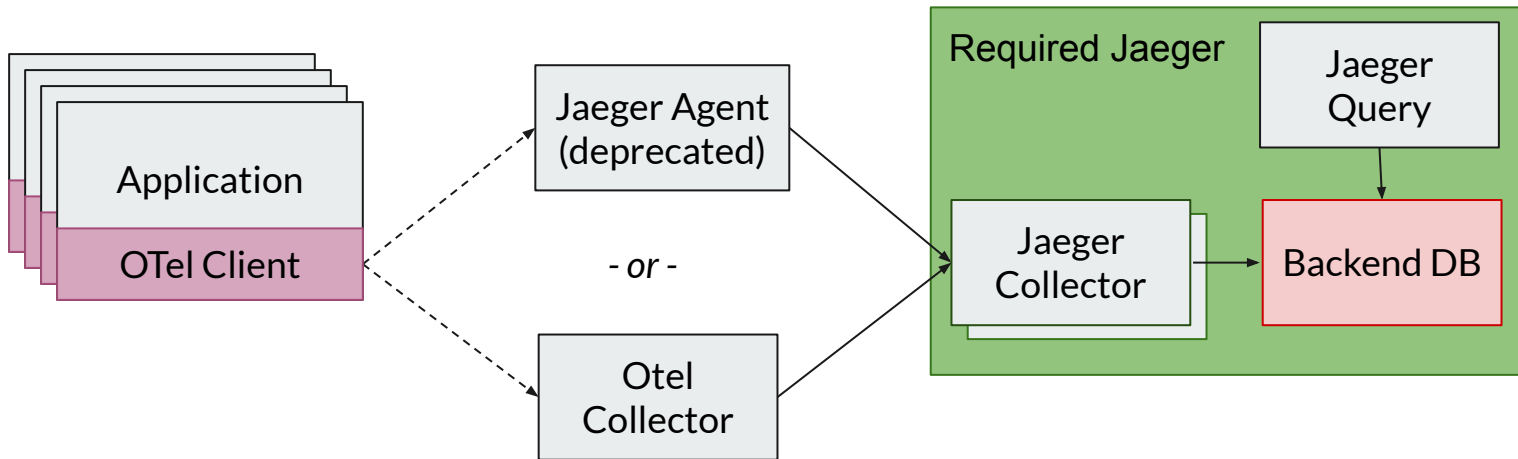 Application
OTel Client
Jaeger Agent
(deprecated)
- or -
Otel
Collector
Required Jaeger
Jaeger
Query
Jaeger
Collector
Backend DB